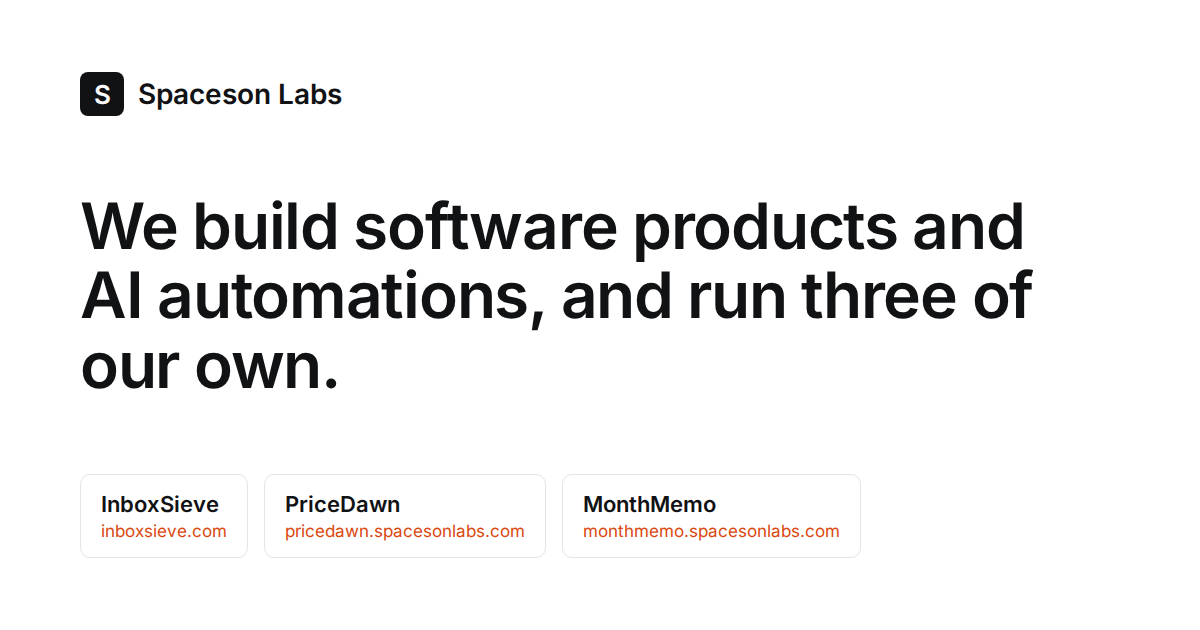 S
Spaceson Labs
We build software products and
AI automations, and run three of
our own.
InboxSieve
inboxsieve.com
PriceDawn
pricedawn.spacesonlabs.com
MonthMemo
monthmemo.spacesonlabs.com